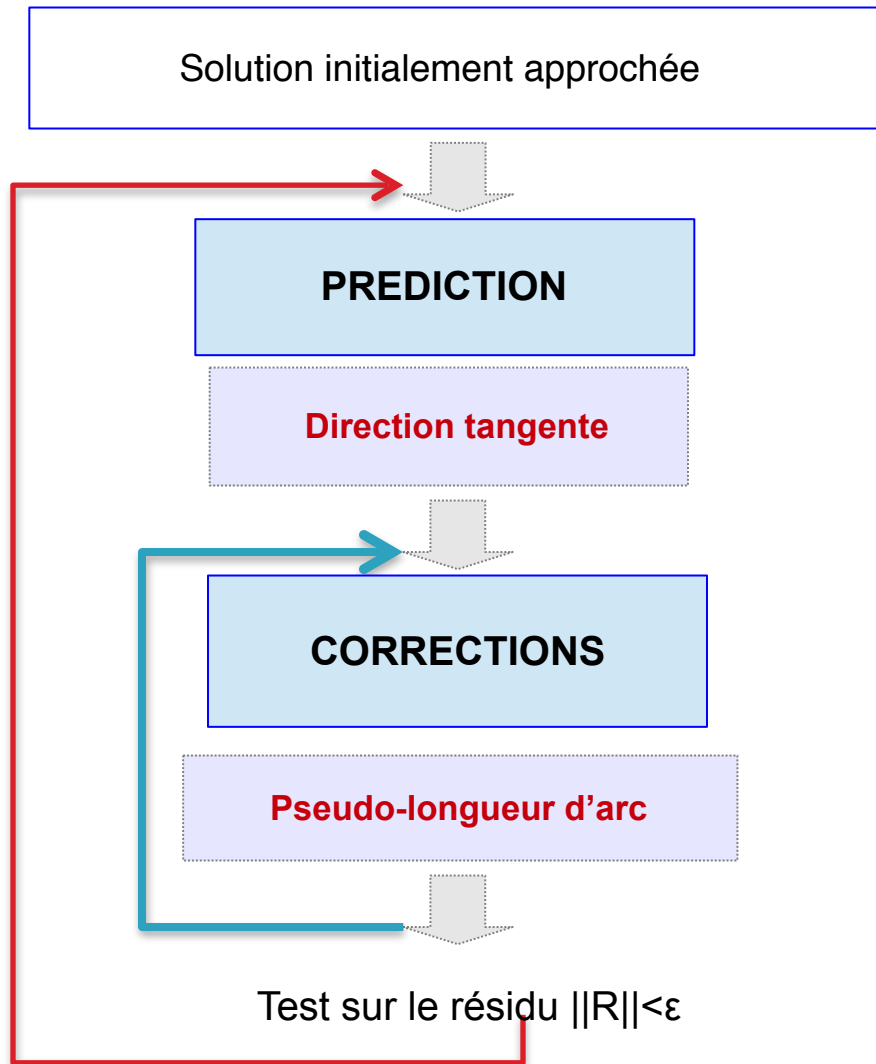 Solution initialement approchée
PREDICTION
Direction tangente
CORRECTIONS
Pseudo-longueur d’arc
Test sur le résidu ||R||<ε